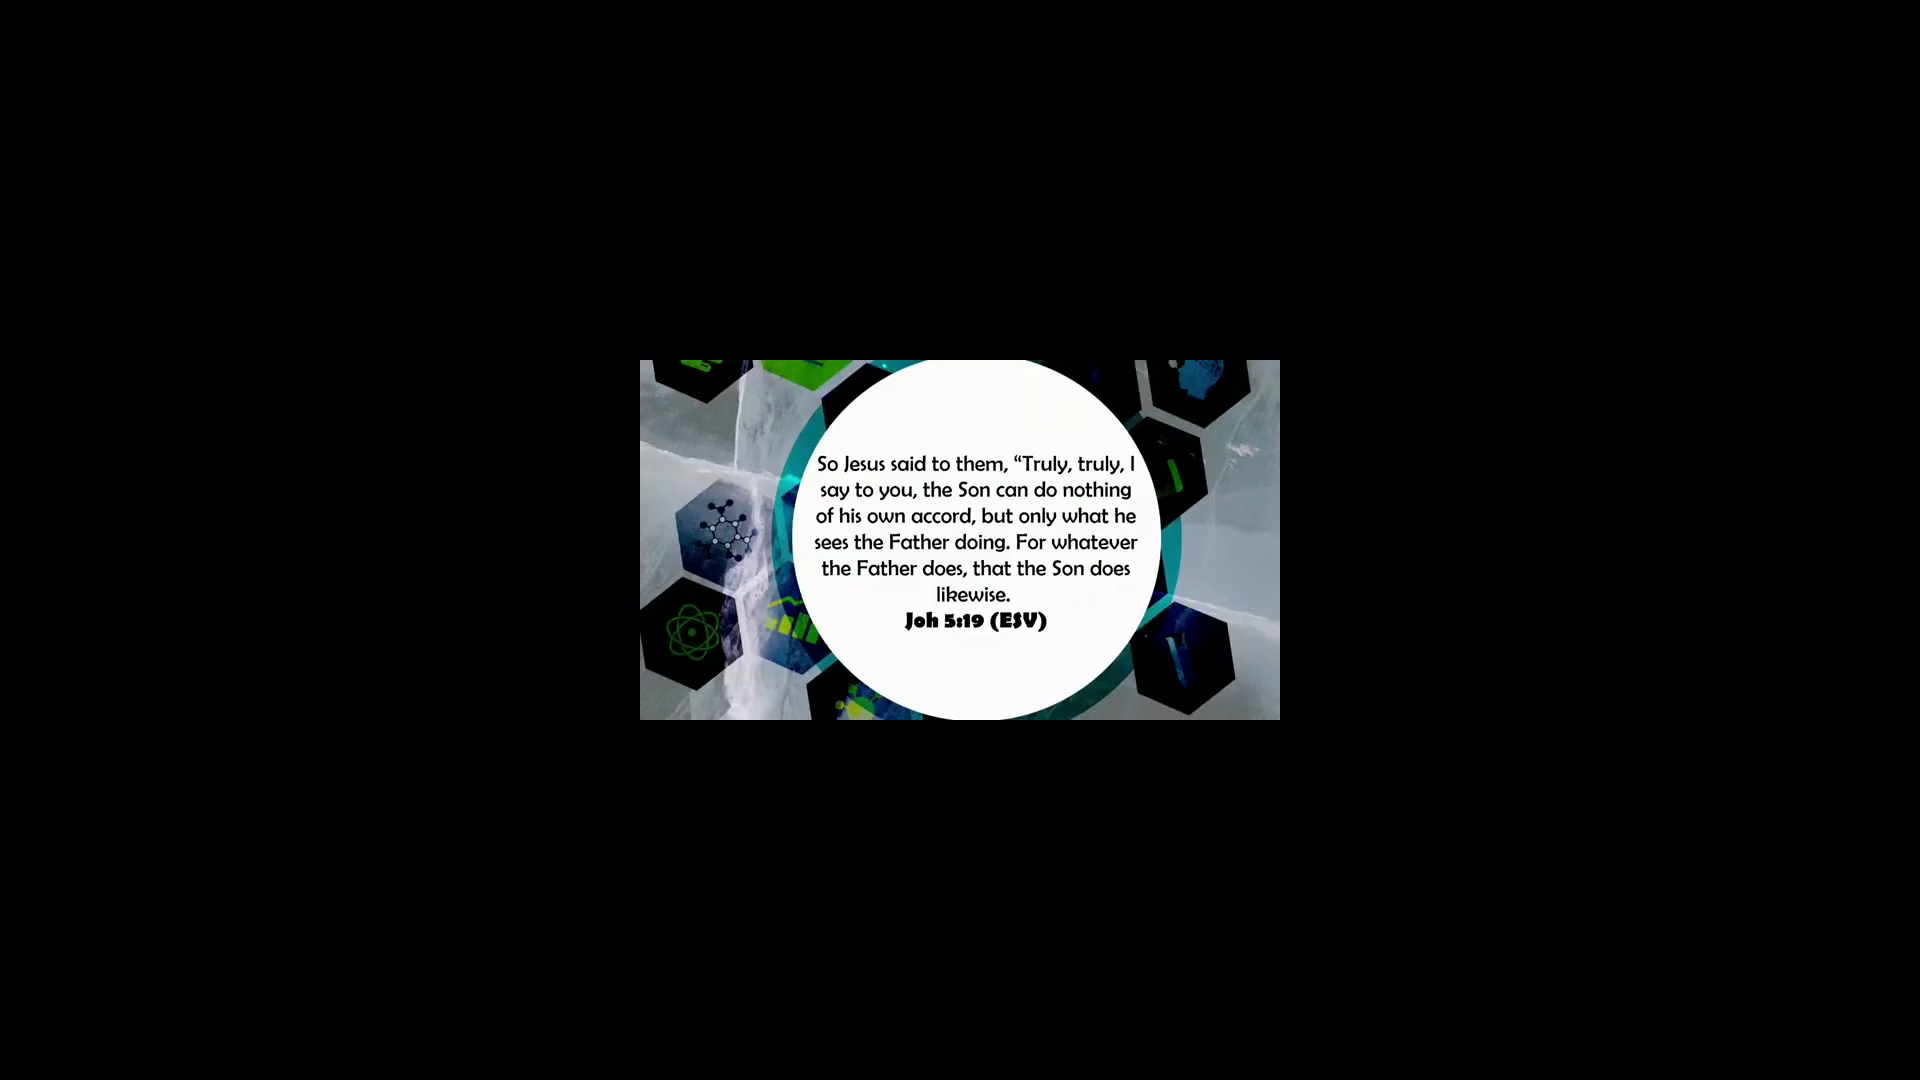 So Jesus said to them, “Truly, truly, I
say to you, the Son can do nothing
of his own accord, but only what he
sees the Father doing. For whatever
the Father does, that the Son does
likewise.
Joh 5:19 (ESV)